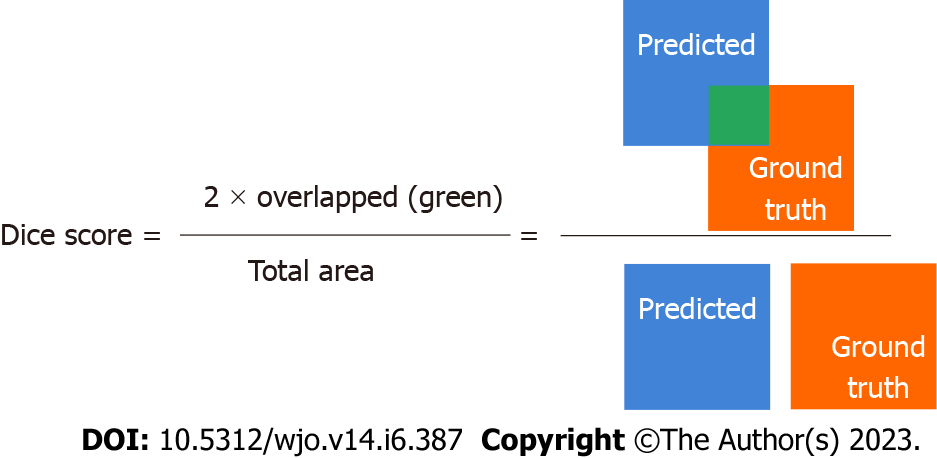 Predicted
Ground
truth
2 × overlapped (green)
Dice score = =
Total area
Predicted
Ground
truth
DOI: 10.5312/wjo.v14.i6.387 Copyright ©The Author(s) 2023.